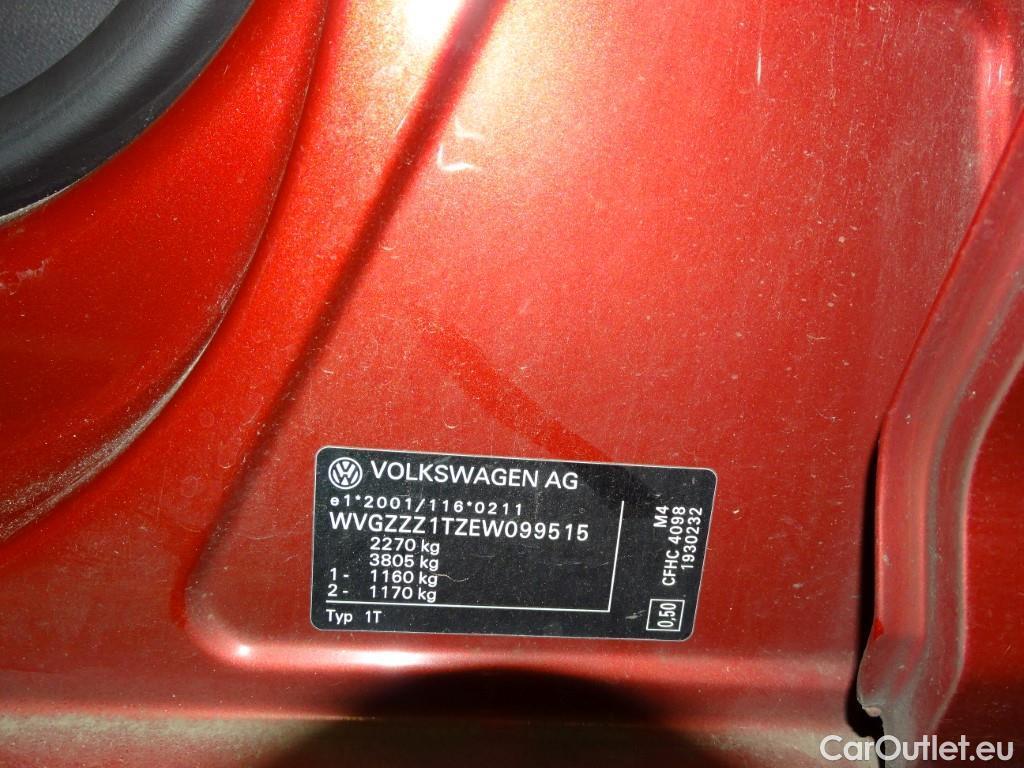 VOLKSWAGEN AG
e1*2001/116*0211
WVGZZZ1TZEW099515
2270 kg
3805 kg
1 - 1160 kg
2 - 1170 kg
Typ 1T
M4
CFHC 4098
1930232
0,50
CarOutlet.eu